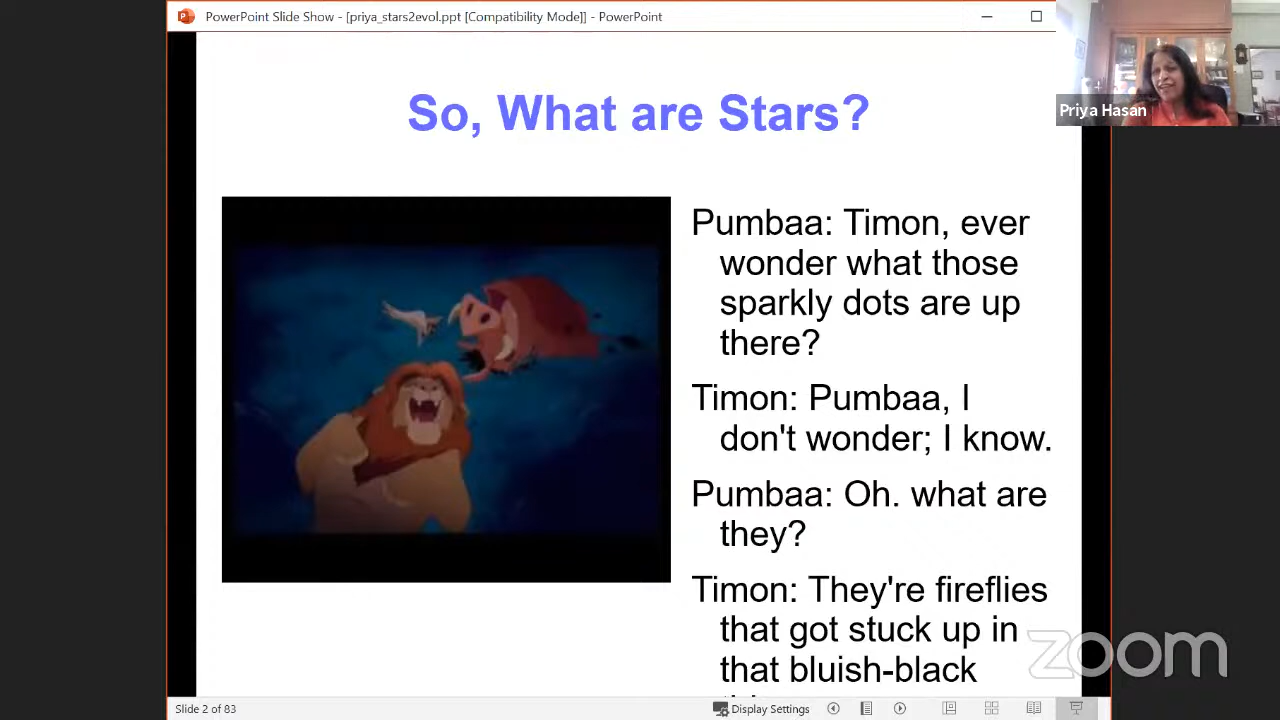 PowerPoint Slide Show - [priya_stars2evol.ppt [Compatibility Mode]] - PowerPoint
Priya Hasan
So, What are Stars?
Pumbaa: Timon, ever
wonder what those
sparkly dots are up
there?
Timon: Pumbaa, I
don't wonder; I know.
Pumbaa: Oh. what are
they?
Timon: They're fireflies
that got stuck up in
that bluish-black
zoom
Slide 2 of 83
Display Settings